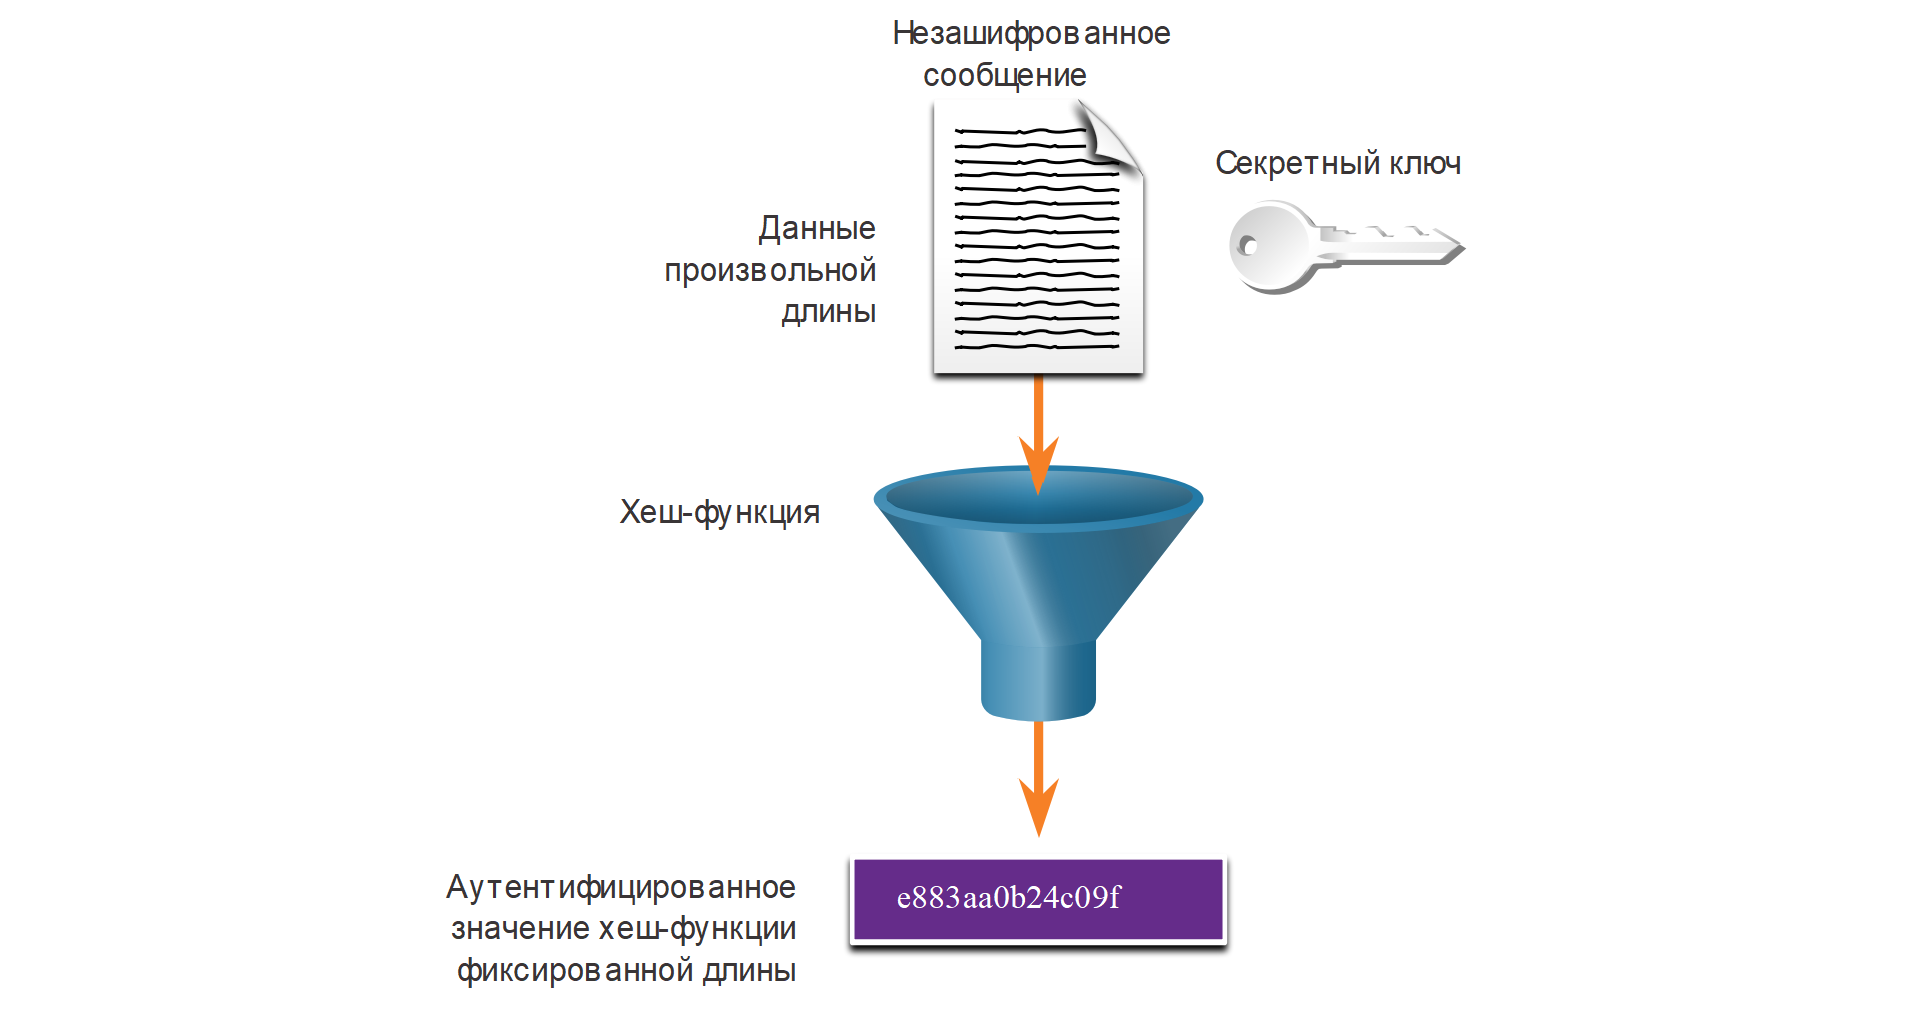 Незашифрованное
сообщение
Секретный ключ
Данные
произвольной
длины
Хеш-функция
Аутентифицированное
значение хеш-функции
фиксированной длины
e883aa0b24c09f